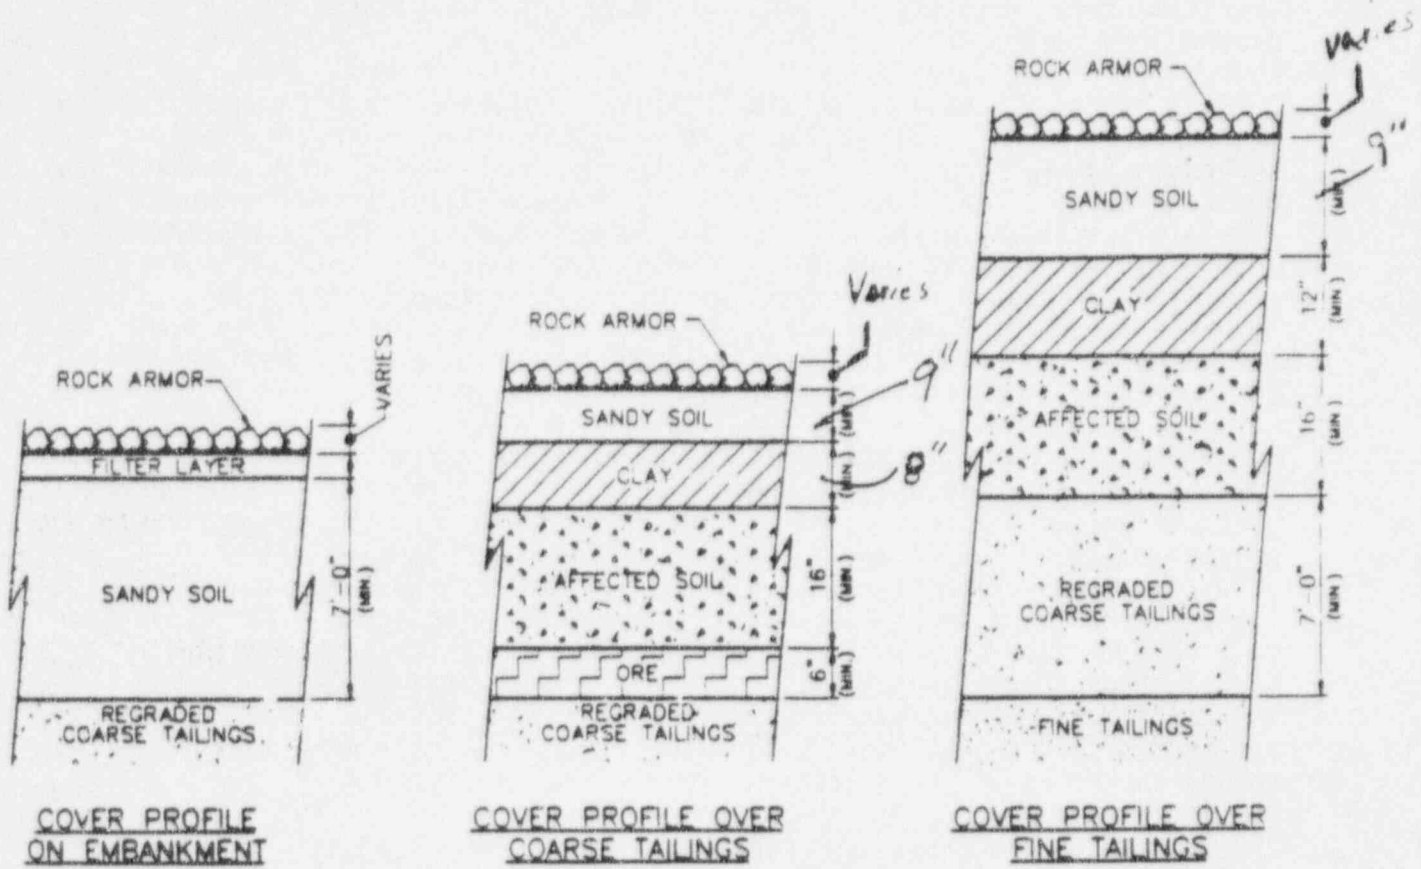 ROCK ARMOR
VARIES
FILTER LAYER
SANDY SOIL
7'-0"
(MIN)
REGRADED
COARSE TAILINGS
COVER PROFILE
ON EMBANKMENT
ROCK ARMOR
Varies
SANDY SOIL
(MIN)
9"
CLAY
(MIN)
8"
AFFECTED SOIL
16"
(MIN)
ORE
6"
(MIN)
REGRADED
COARSE TAILINGS
COVER PROFILE OVER
COARSE TAILINGS
ROCK ARMOR
Varies
SANDY SOIL
(MIN)
9"
CLAY
12"
(MIN)
AFFECTED SOIL
16"
(MIN)
REGRADED
COARSE TAILINGS
7'-0"
(MIN)
FINE TAILINGS
COVER PROFILE OVER
FINE TAILINGS